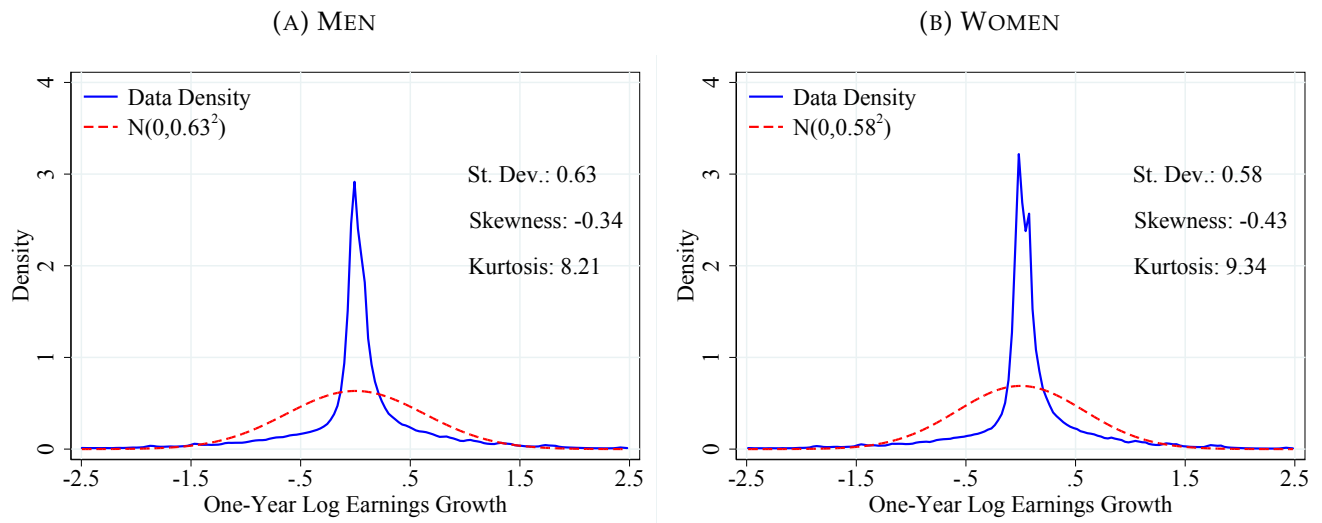 (A) MEN
4
3
2
1
0
Density
Data Density
N(0,0.63²)
St. Dev.: 0.63
Skewness: -0.34
Kurtosis: 8.21
-2.5 -1.5 -.5 .5 1.5 2.5
One-Year Log Earnings Growth
(B) WOMEN
4
3
2
1
0
Density
Data Density
N(0,0.58²)
St. Dev.: 0.58
Skewness: -0.43
Kurtosis: 9.34
-2.5 -1.5 -.5 .5 1.5 2.5
One-Year Log Earnings Growth